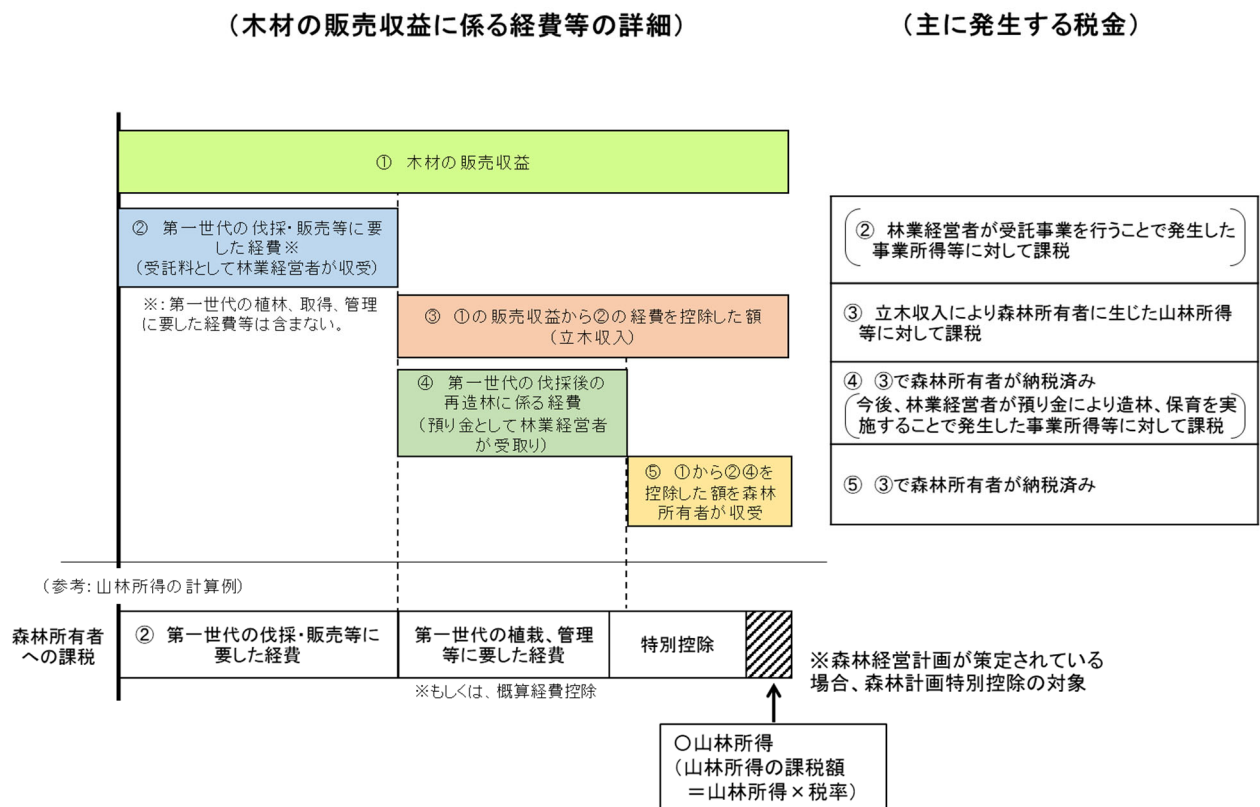 （木材の販売収益に係る経費等の詳細）
（主に発生する税金）
① 木材の販売収益
② 第一世代の伐採・販売等に要
した経費※
（受託料として林業経営者が収受）
※：第一世代の植林、取得、管理
に要した経費等は含まない。
③ ①の販売収益から②の経費を控除した額
（立木収入）
④ 第一世代の伐採後の
再造林に係る経費
（預り金として林業経営者
が受取り）
⑤ ①から②④を
控除した額を森林
所有者が収受
② 林業経営者が受託事業を行うことで発生した
事業所得等に対して課税
③ 立木収入により森林所有者に生じた山林所得
等に対して課税
④ ③で森林所有者が納税済み
今後、林業経営者が預り金により造林、保育を実
施することで発生した事業所得等に対して課税
⑤ ③で森林所有者が納税済み
（参考：山林所得の計算例）
森林所有者
への課税
② 第一世代の伐採・販売等に
要した経費
第一世代の植栽、管理
等に要した経費
特別控除
※もしくは、概算経費控除
※森林経営計画が策定されている
場合、森林計画特別控除の対象
○山林所得
（山林所得の課税額
＝山林所得×税率）